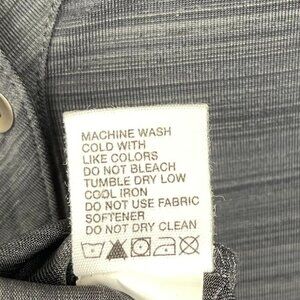 MACHINE WASH
COLD WITH
LIKE COLORS
DO NOT BLEACH
TUMBLE DRY LOW
COOL IRON
DO NOT USE FABRIC
SOFTENER
DO NOT DRY CLEAN